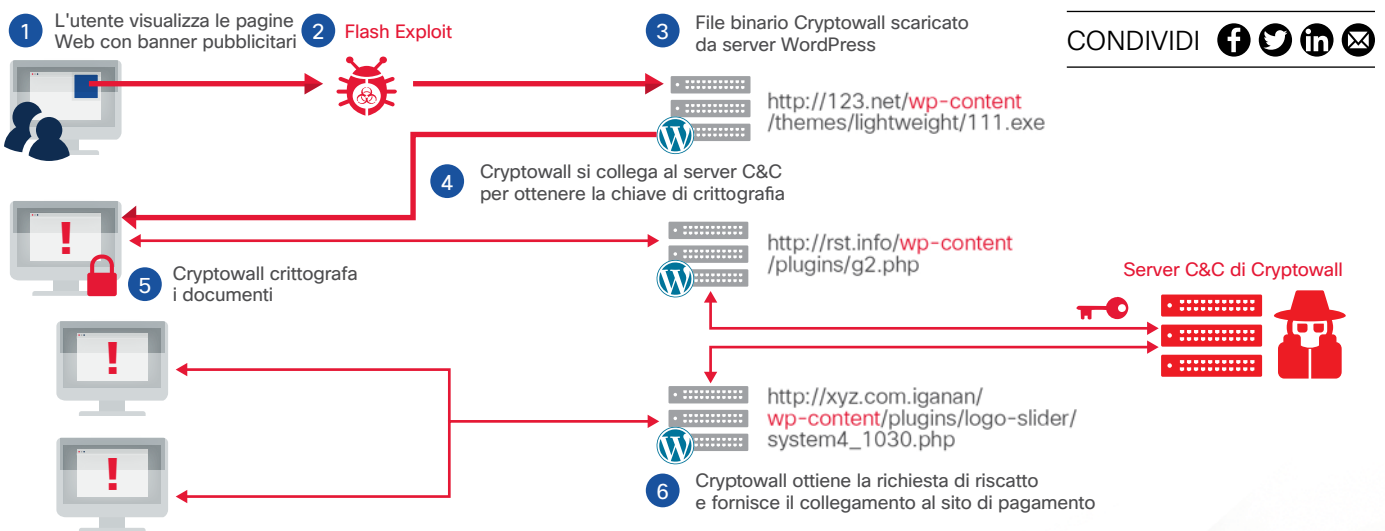 1
L'utente visualizza le pagine
Web con banner pubblicitari
2
Flash Exploit
3
File binario Cryptowall scaricato
da server WordPress
CONDIVIDI
http://123.net/wp-content
/themes/lightweight/111.exe
4
Cryptowall si collega al server C&C
per ottenere la chiave di crittografia
http://rst.info/wp-content
/plugins/g2.php
5
Cryptowall crittografa
i documenti
Server C&C di Cryptowall
http://xyz.com.iganan/
wp-content/plugins/logo-slider/
system4_1030.php
6
Cryptowall ottiene la richiesta di riscatto
e fornisce il collegamento al sito di pagamento